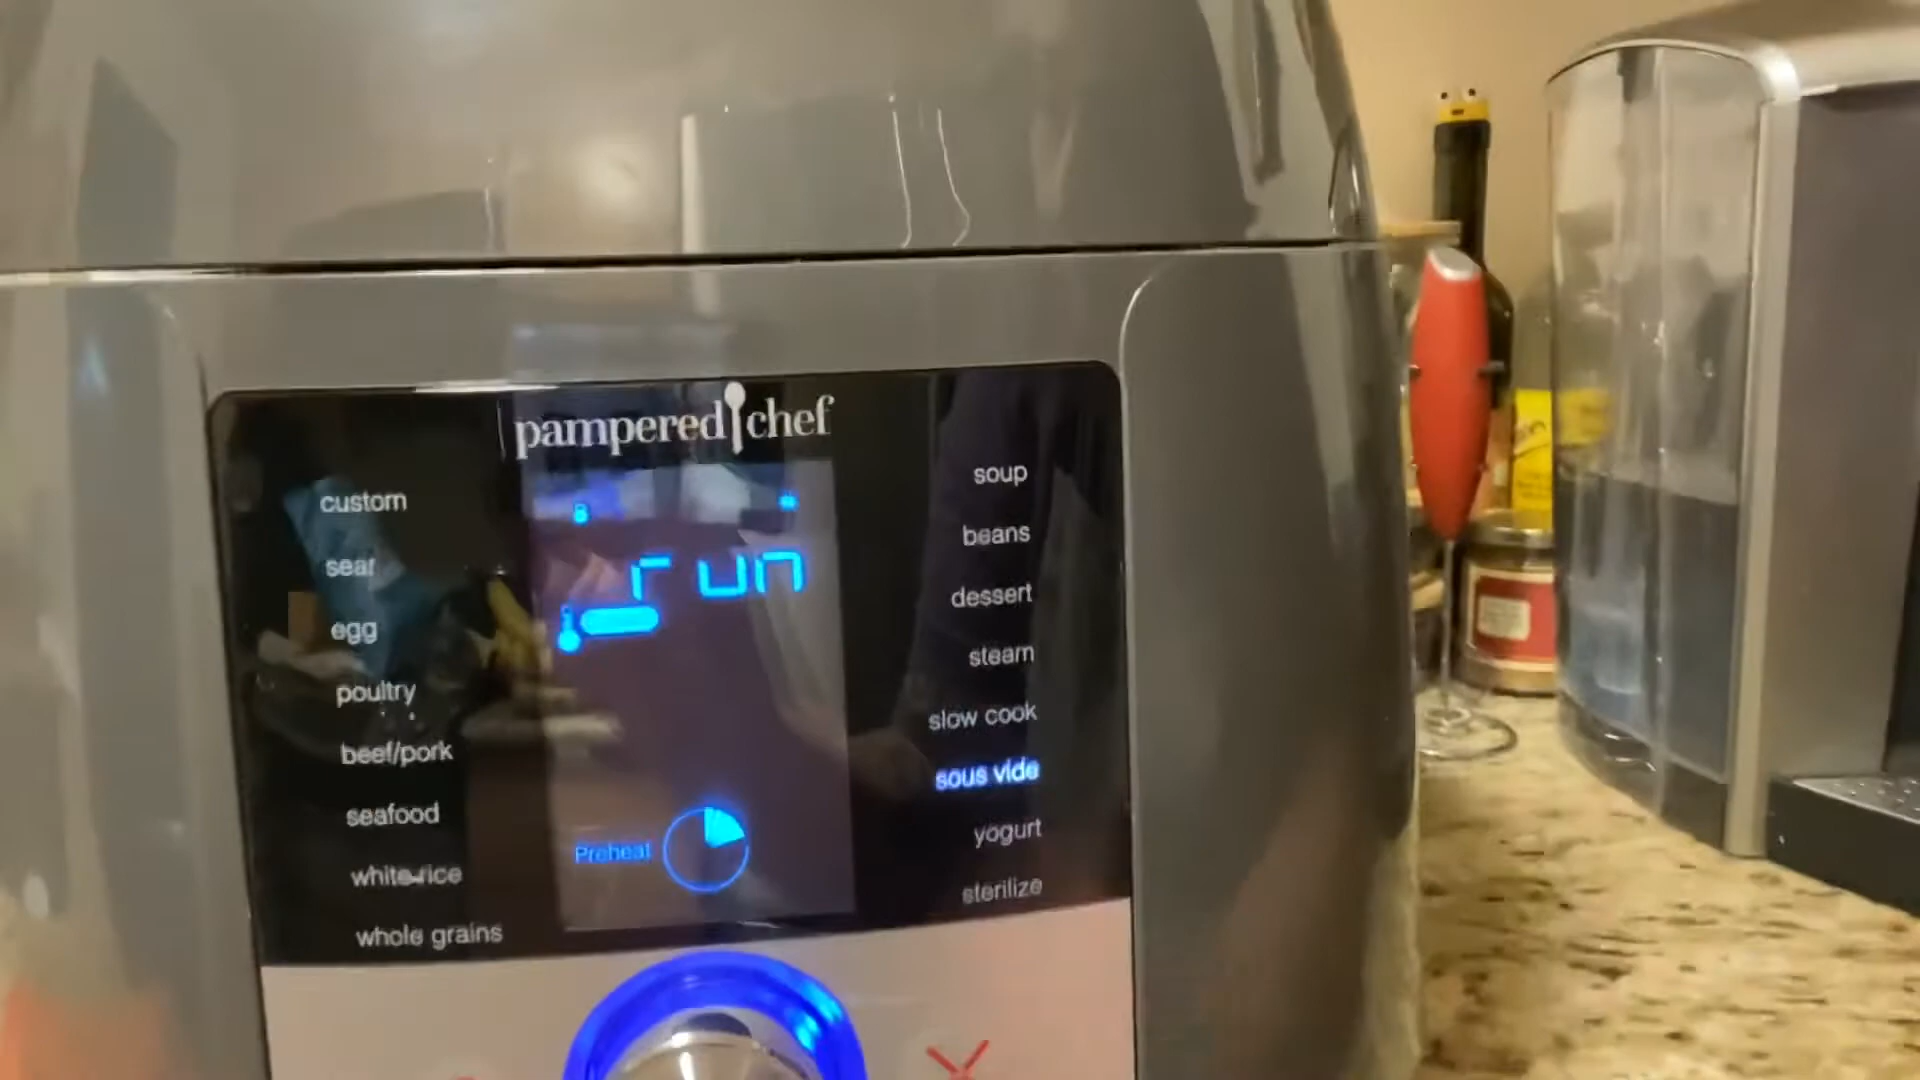 pampered chef
custom
sear
egg
poultry
beef/pork
seafood
white rice
whole grains
run
Preheat
soup
beans
dessert
steam
slow cook
sous vide
yogurt
sterilize